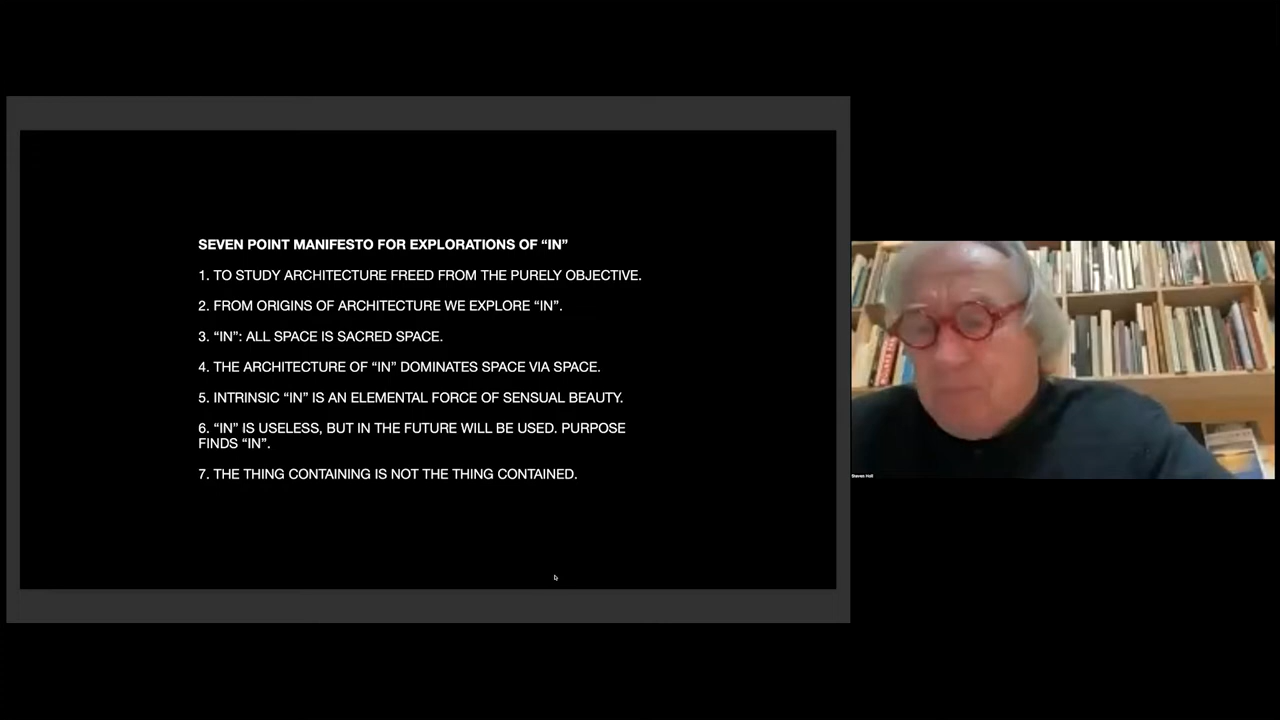 SEVEN POINT MANIFESTO FOR EXPLORATIONS OF “IN”
1. TO STUDY ARCHITECTURE FREED FROM THE PURELY OBJECTIVE.
2. FROM ORIGINS OF ARCHITECTURE WE EXPLORE “IN”.
3. “IN”: ALL SPACE IS SACRED SPACE.
4. THE ARCHITECTURE OF “IN” DOMINATES SPACE VIA SPACE.
5. INTRINSIC “IN” IS AN ELEMENTAL FORCE OF SENSUAL BEAUTY.
6. “IN” IS USELESS, BUT IN THE FUTURE WILL BE USED. PURPOSE
FINDS “IN”.
7. THE THING CONTAINING IS NOT THE THING CONTAINED.
Steven Holl